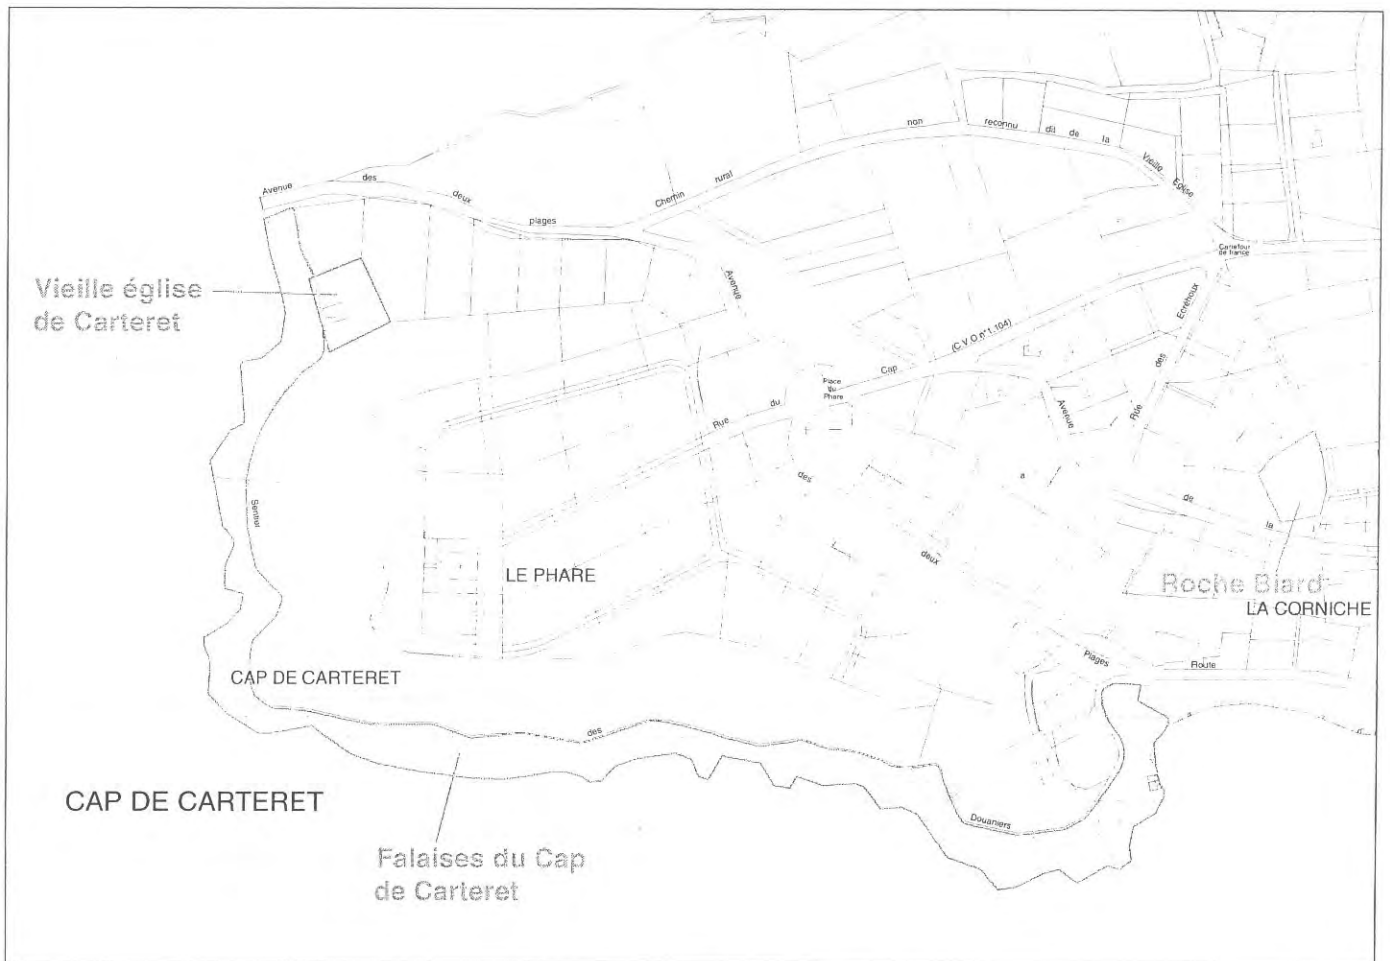 non reconnu dit de la
Vieille
Eglise
Avenue des deux plages
Chemin rural
Carrefour
de france
Vieille église
de Carteret
Avenue
Rue des Ecréhoux
(C V O n° 1 104)
Rue du Cap
Place
du
Phare
Avenue
des deux Plages
a
de la
Sentier
LE PHARE
Roche Biard
LA CORNICHE
Route
CAP DE CARTERET
des
Douaniers
CAP DE CARTERET
Falaises du Cap
de Carteret